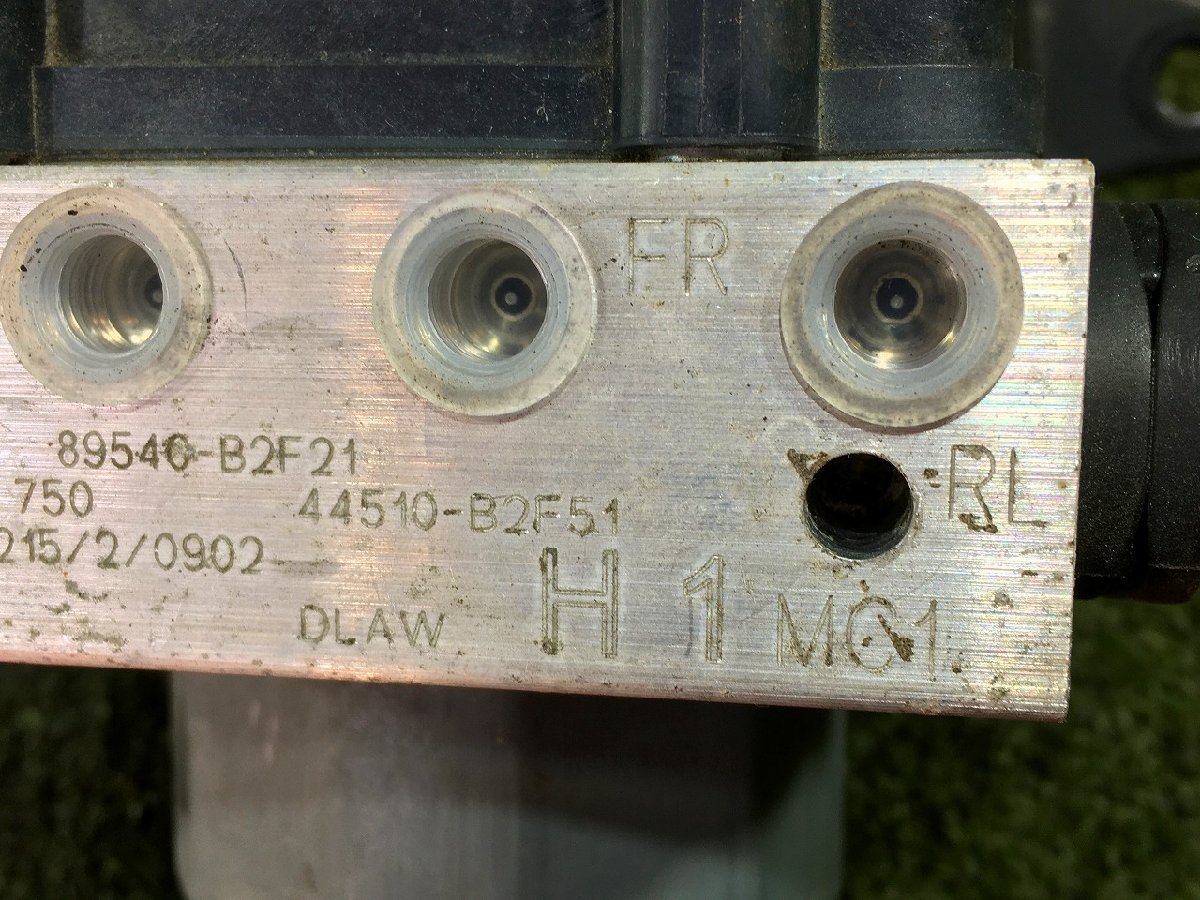 FR
89540-B2F21
RL
750
44510-B2F51
215/2/0902
H 1
DLAW
MC1